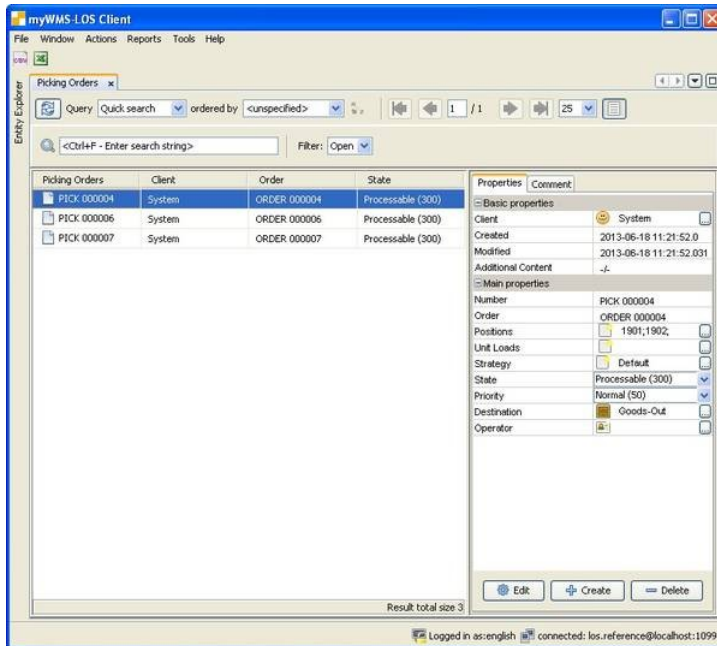 myWMS-LOS Client
File Window Actions Reports Tools Help
csv
Entity Explorer
Picking Orders x
Query Quick search ordered by <unspecified> 1 / 1 25
<Ctrl+F - Enter search string> Filter: Open
Picking Orders Client Order State
PICK 000004 System ORDER 000004 Processable (300)
PICK 000006 System ORDER 000006 Processable (300)
PICK 000007 System ORDER 000007 Processable (300)
Result total size 3
Properties Comment
Basic properties
Client System ...
Created 2013-06-18 11:21:52.0
Modified 2013-06-18 11:21:52.031
Additional Content -/-
Main properties
Number PICK 000004
Order ORDER 000004
Positions 1901;1902; ...
Unit Loads ...
Strategy Default ...
State Processable (300)
Priority Normal (50)
Destination Goods-Out ...
Operator ...
Edit Create Delete
Logged in as:english connected: los.reference@localhost:1099